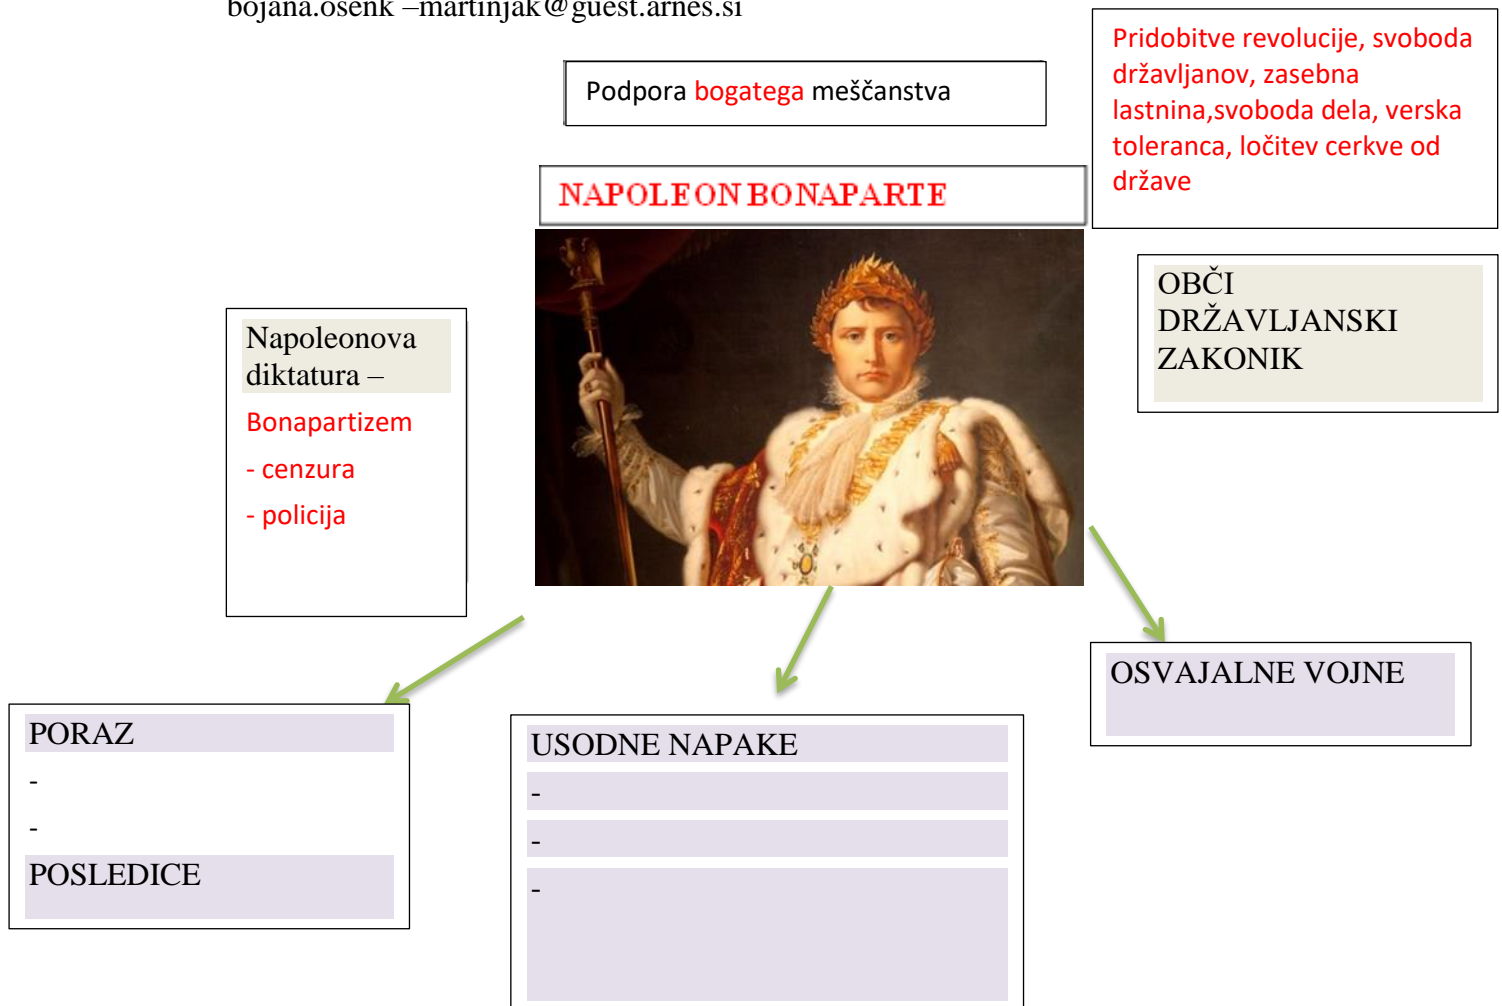 bojana.osenk –martinjak@guest.arnes.si
Podpora bogatega meščanstva
Pridobitve revolucije, svoboda
državljanov, zasebna
lastnina,svoboda dela, verska
toleranca, ločitev cerkve od
države
NAPOLEON BONAPARTE
OBČI
DRŽAVLJANSKI
ZAKONIK
Napoleonova
diktatura –
Bonapartizem
- cenzura
- policija
OSVAJALNE VOJNE
PORAZ
-
-
POSLEDICE
USODNE NAPAKE
-
-
-